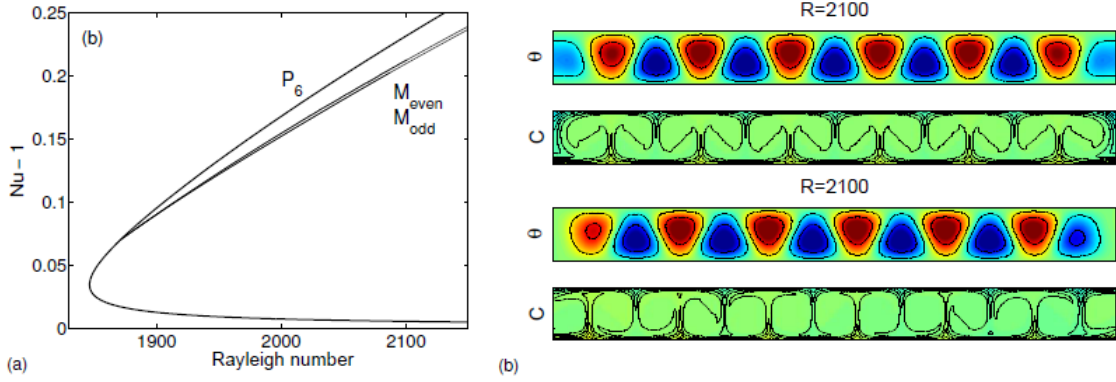 (b)
0.25
0.2
0.15
0.1
0.05
0
Nu − 1
P6
Meven
Modd
1900
2000
2100
Rayleigh number
(a)
R=2100
θ
C
R=2100
θ
C
(b)